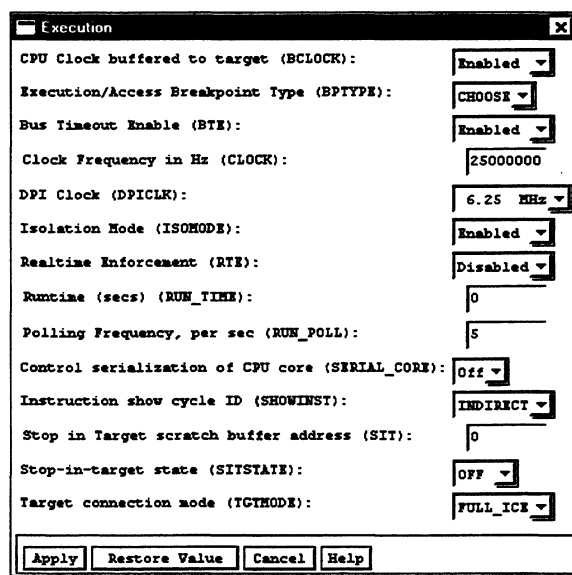 Execution
CPU Clock buffered to target (BCLOCK): Enabled
Execution/Access Breakpoint Type (BPTYPE): CHOOSE
Bus Timeout Enable (BTE): Enabled
Clock Frequency in Hz (CLOCK): 25000000
DPI Clock (DPICLK): 6.25 MHz
Isolation Mode (ISOMODE): Enabled
Realtime Enforcement (RTE): Disabled
Runtime (secs) (RUN_TIME): 0
Polling Frequency, per sec (RUN_POLL): 5
Control serialization of CPU core (SERIAL_CORE): Off
Instruction show cycle ID (SHOWINST): INDIRECT
Stop in Target scratch buffer address (SIT): 0
Stop-in-target state (SITSTATE): OFF
Target connection mode (TGTMODE): FULL_ICE
Apply Restore Value Cancel Help